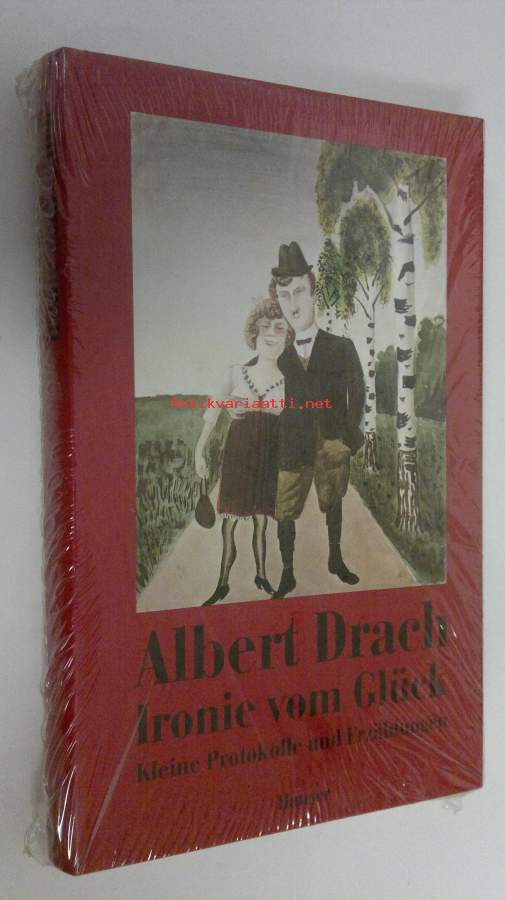 Antikvariaatti.net
Albert Drach
Ironie vom Glück
Kleine Protokolle und Erzählungen
Hanser